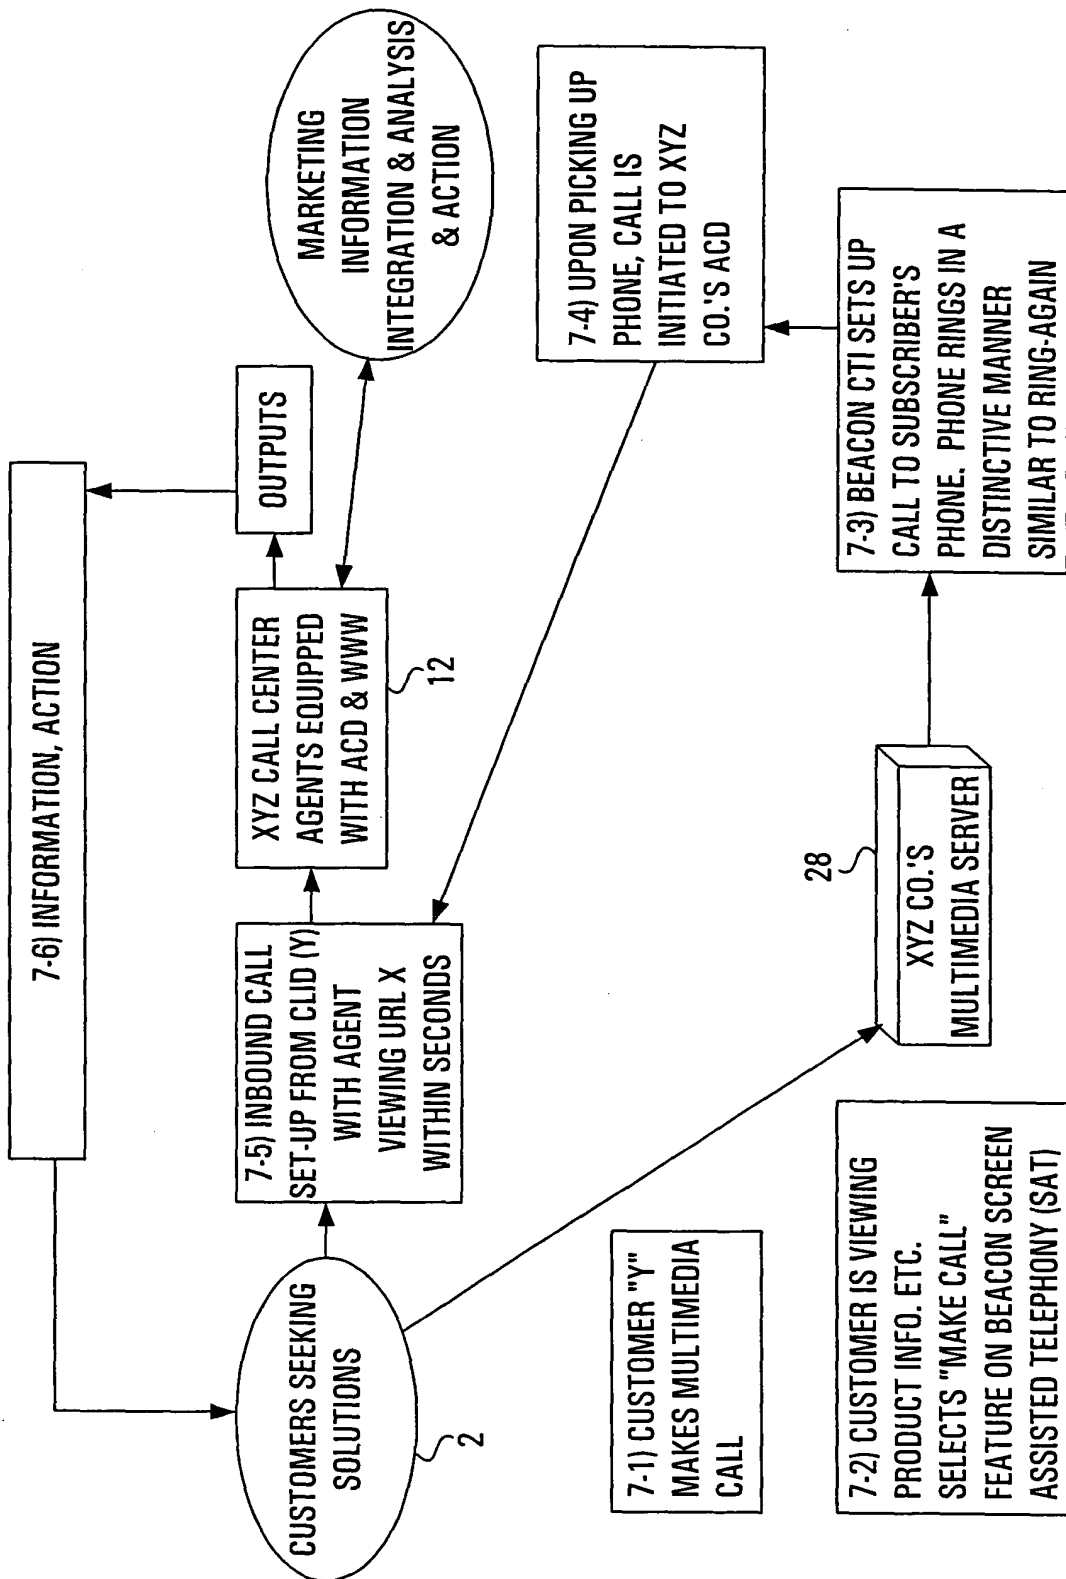 7-6) INFORMATION, ACTION
CUSTOMERS SEEKING
SOLUTIONS
2
7-5) INBOUND CALL
SET-UP FROM CLID (Y)
WITH AGENT
VIEWING URL X
WITHIN SECONDS
XYZ CALL CENTER
AGENTS EQUIPPED
WITH ACD & WWW
12
OUTPUTS
MARKETING
INFORMATION
INTEGRATION & ANALYSIS
& ACTION
7-1) CUSTOMER "Y"
MAKES MULTIMEDIA
CALL
7-4) UPON PICKING UP
PHONE, CALL IS
INITIATED TO XYZ
CO.'S ACD
7-2) CUSTOMER IS VIEWING
PRODUCT INFO. ETC.
SELECTS "MAKE CALL"
FEATURE ON BEACON SCREEN
ASSISTED TELEPHONY (SAT)
28
XYZ CO.'S
MULTIMEDIA SERVER
7-3) BEACON CTI SETS UP
CALL TO SUBSCRIBER'S
PHONE. PHONE RINGS IN A
DISTINCTIVE MANNER
SIMILAR TO RING-AGAIN